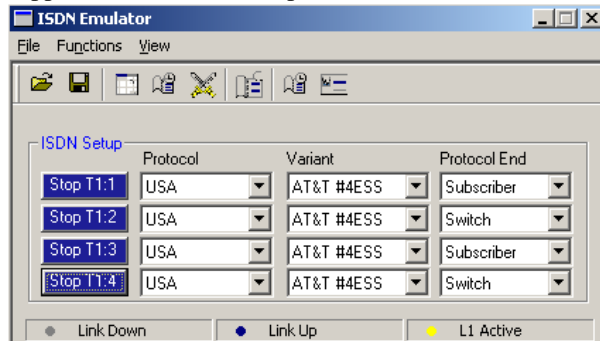 ISDN Emulator
File Functions View
ISDN Setup
Protocol Variant Protocol End
Stop T1:1 USA AT&T #4ESS Subscriber
Stop T1:2 USA AT&T #4ESS Switch
Stop T1:3 USA AT&T #4ESS Subscriber
Stop T1:4 USA AT&T #4ESS Switch
Link Down Link Up L1 Active